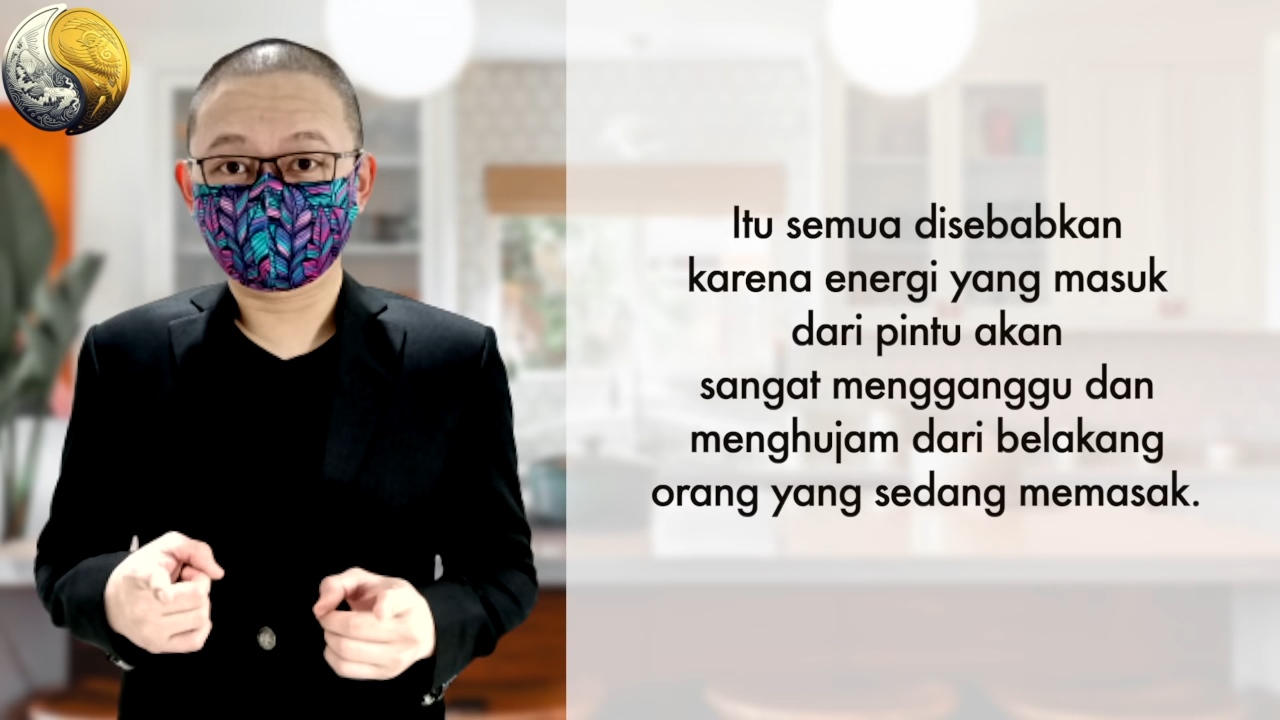 Itu semua disebabkan
karena energi yang masuk
dari pintu akan
sangat mengganggu dan
menghujam dari belakang
orang yang sedang memasak.